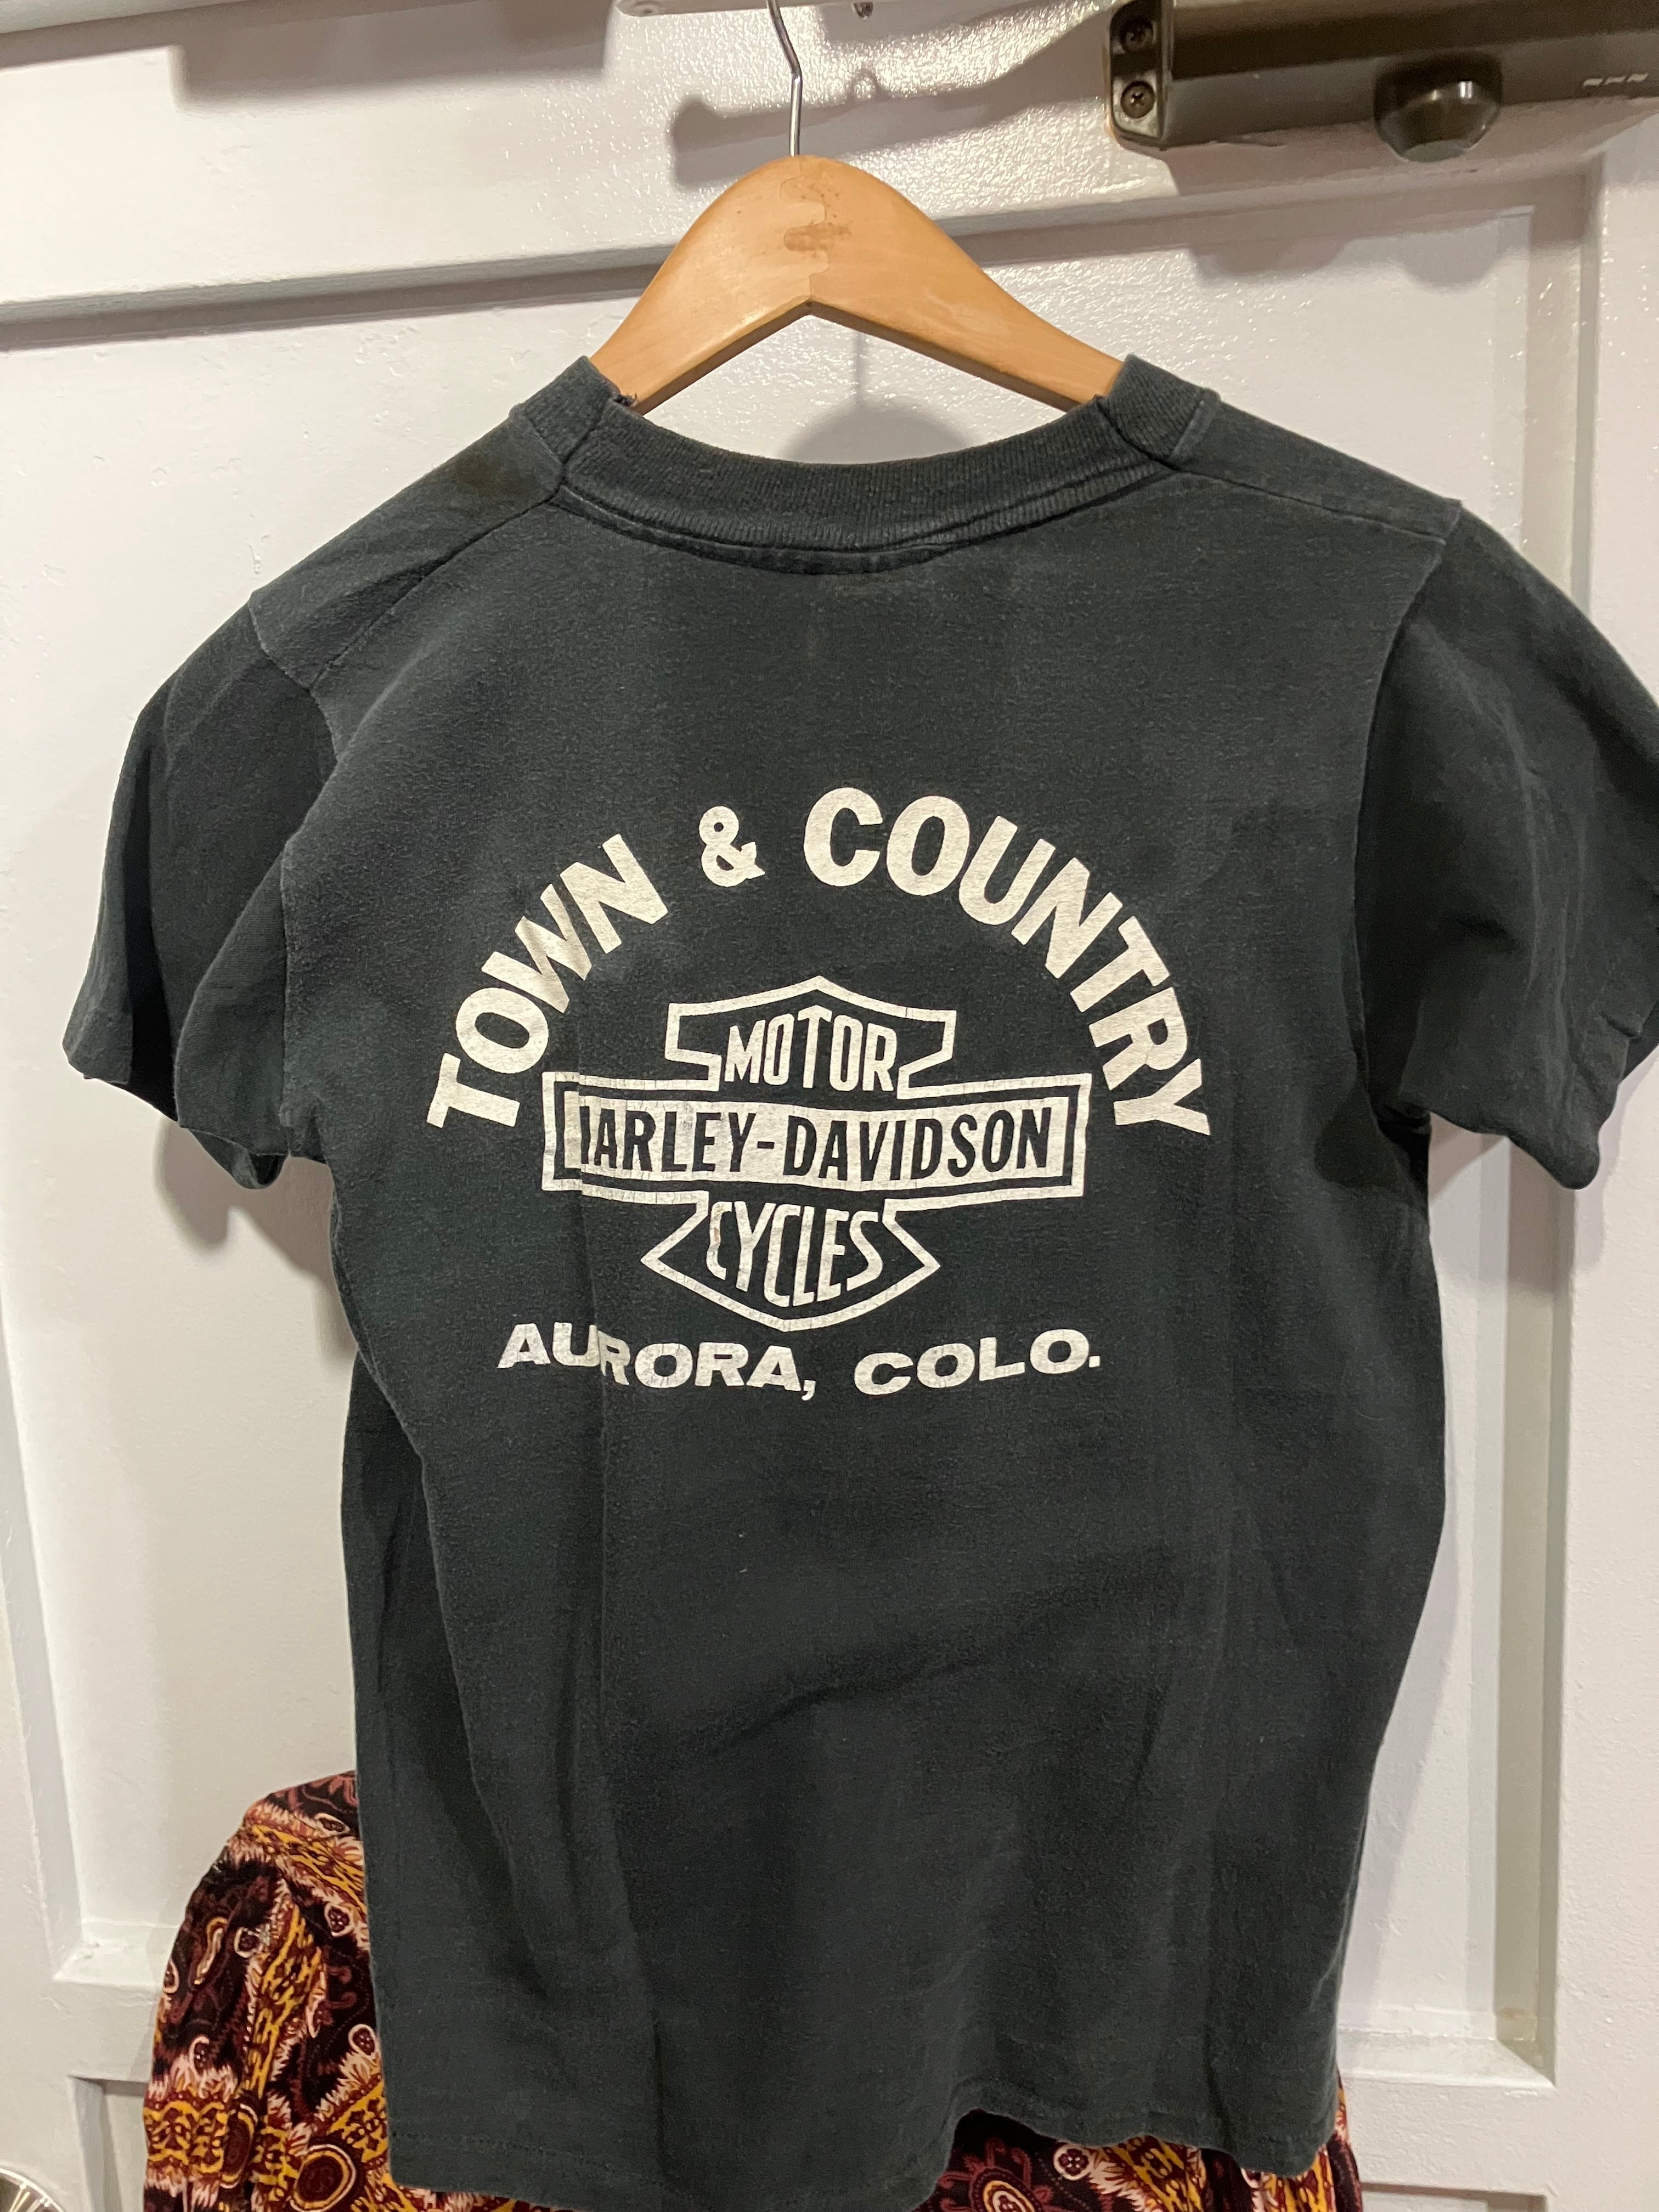 TOWN & COUNTRY
MOTOR
HARLEY-DAVIDSON
CYCLES
AURORA, COLO.